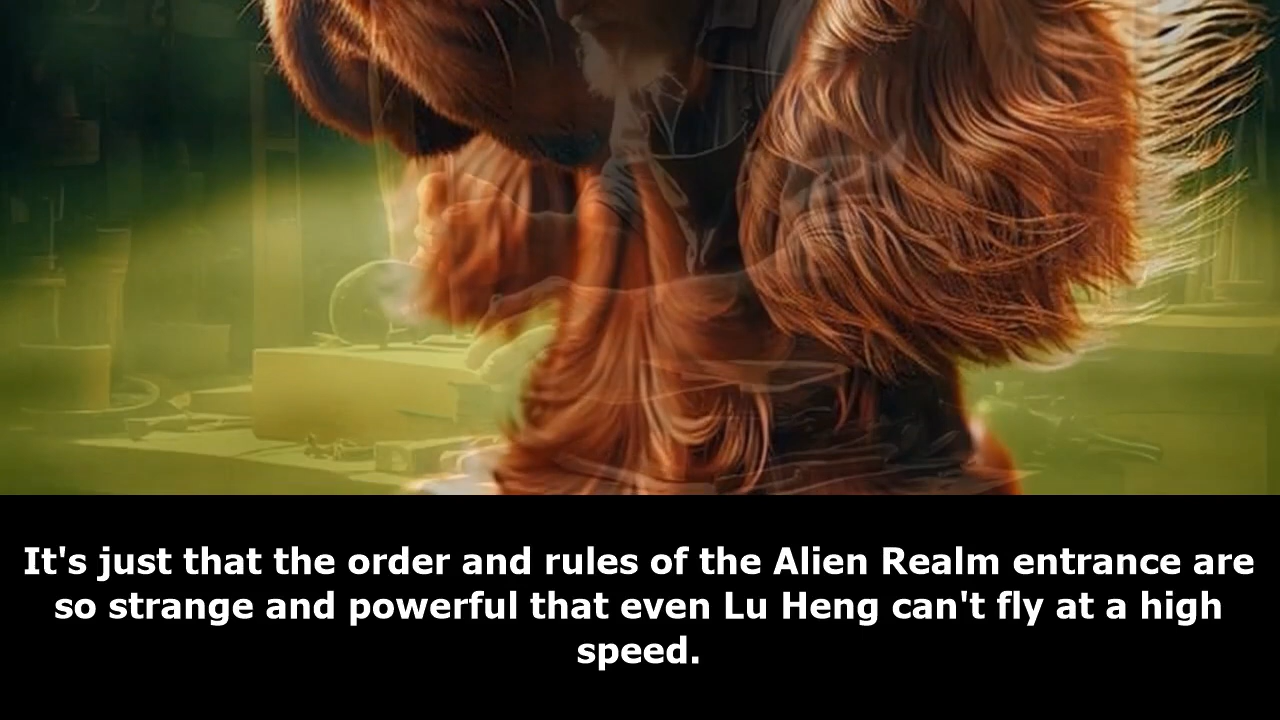 It's just that the order and rules of the Alien Realm entrance are
so strange and powerful that even Lu Heng can't fly at a high
speed.